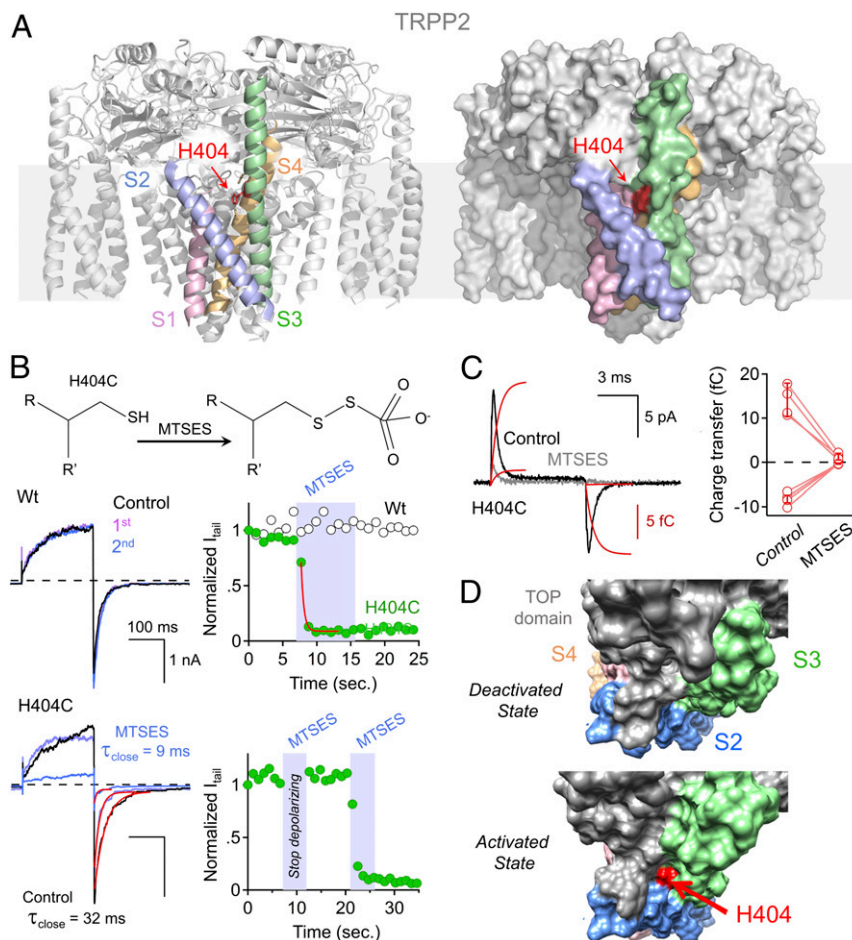 A
TRPP2
H404
S4
S2
S1
S3
H404
B
H404C
R
SH
R'
MTSES
R
S
S
O
O
O-
R'
Wt
Control
1st
2nd
100 ms
1 nA
Normalized Itail
1
.5
0
MTSES
Wt
H404C
0 5 10 15 20 25
Time (sec.)
H404C
MTSES
τclose = 9 ms
Control
τclose = 32 ms
Normalized Itail
1
.5
0
MTSES
MTSES
Stop depolarizing
0 10 20 30
Time (sec.)
C
3 ms
5 pA
Control
MTSES
H404C
5 fC
Charge transfer (fC)
20
10
0
-10
Control
MTSES
D
TOP
domain
S4
S3
Deactivated
State
S2
Activated
State
H404